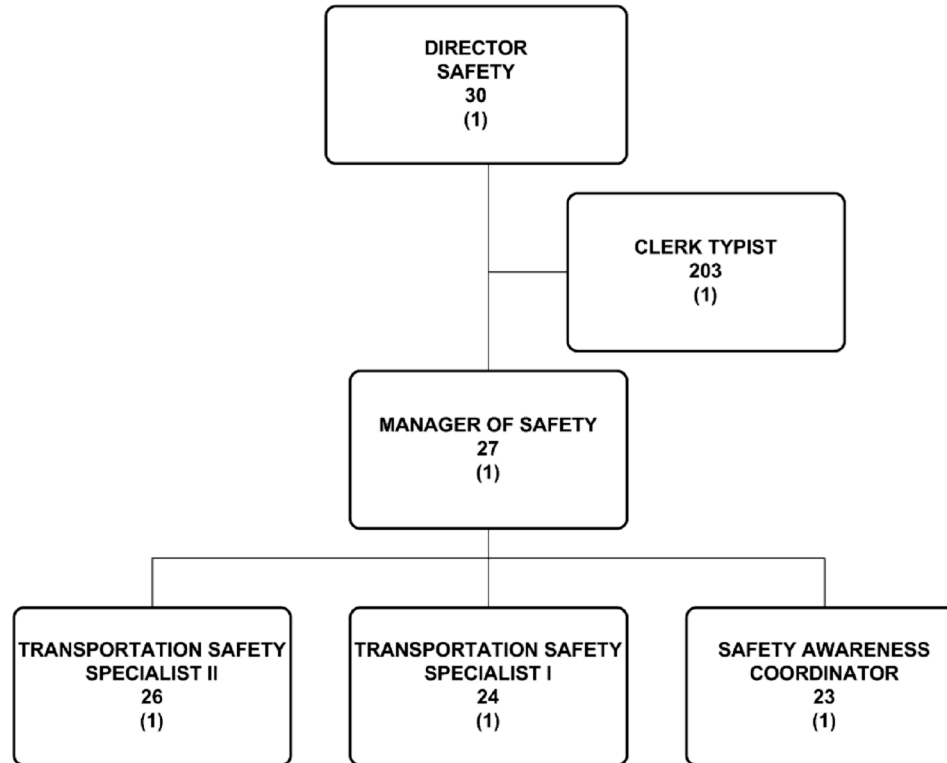 DIRECTOR
SAFETY
30
(1)
CLERK TYPIST
203
(1)
MANAGER OF SAFETY
27
(1)
TRANSPORTATION SAFETY
SPECIALIST II
26
(1)
TRANSPORTATION SAFETY
SPECIALIST I
24
(1)
SAFETY AWARENESS
COORDINATOR
23
(1)